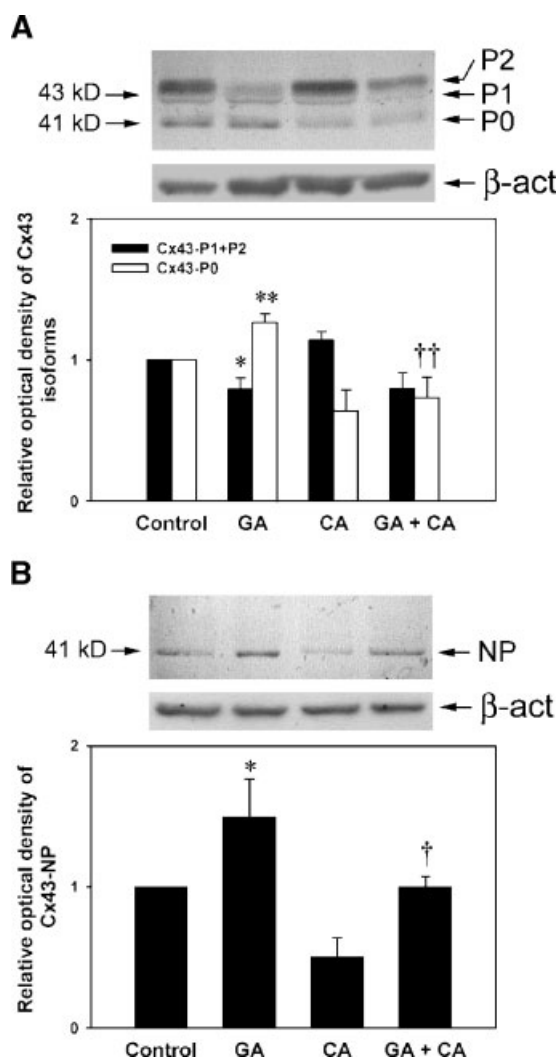 A
P2
43 kD
P1
41 kD
P0
β-act
2
Cx43-P1+P2
Cx43-P0
**
*
††
1
0
Relative optical density of Cx43
isoforms
Control GA CA GA + CA
B
41 kD
NP
β-act
2
*
†
1
0
Relative optical density of
Cx43-NP
Control GA CA GA + CA